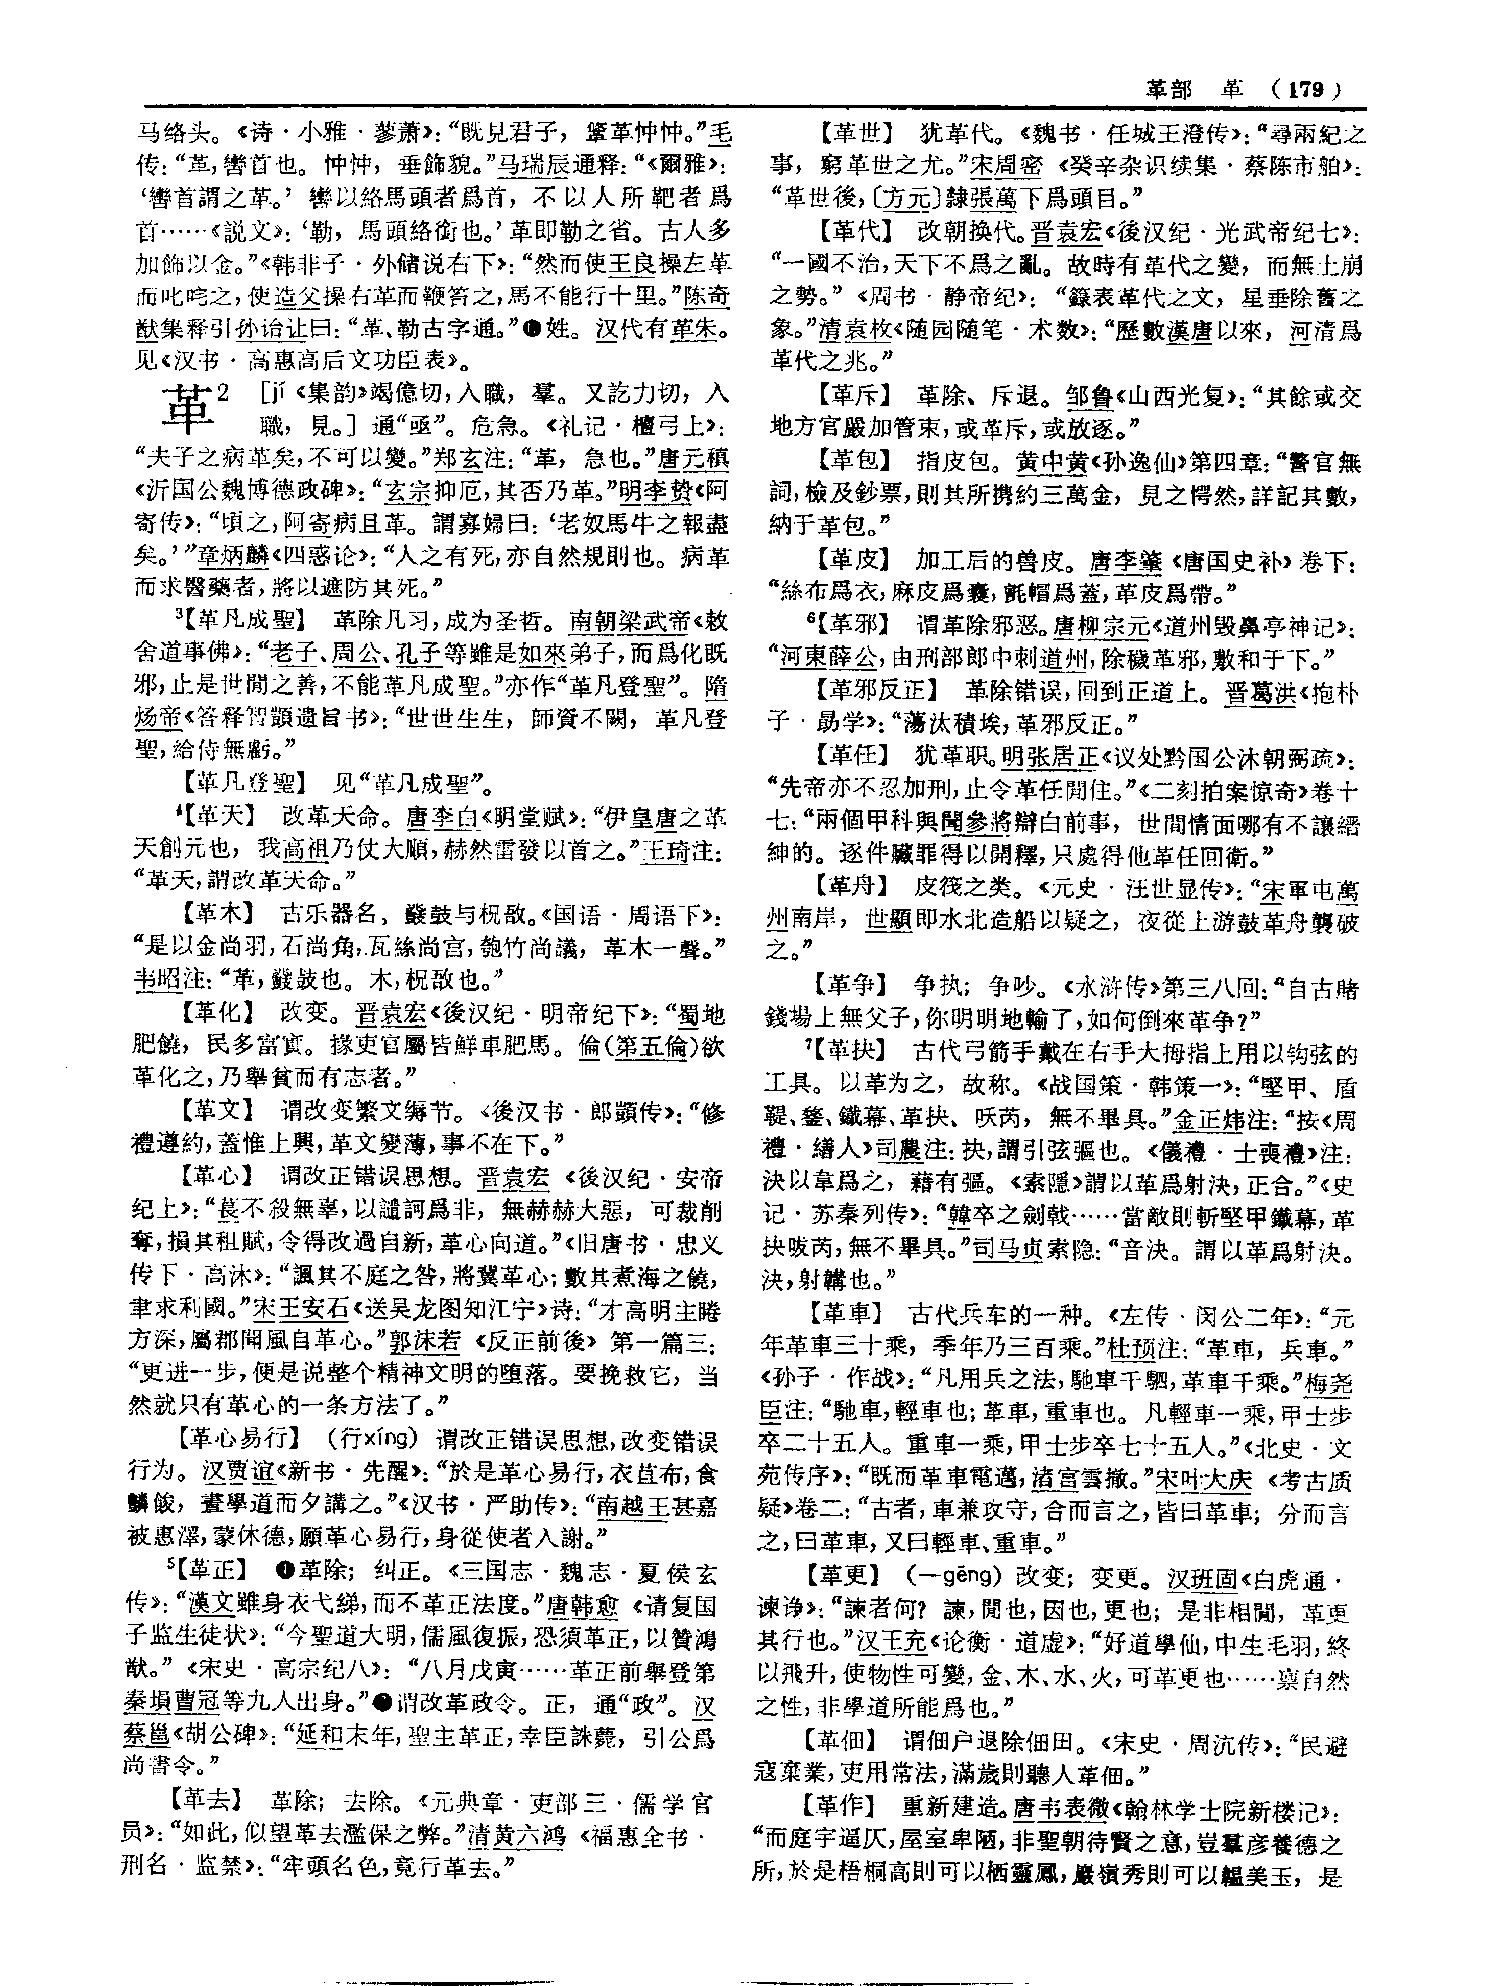 革部　革　（179）
马络头。《诗·小雅·蓼萧》：“既見君子，鞗革忡忡。”毛
传：“革，轡首也。忡忡，垂飾貌。”马瑞辰通释：“《爾雅》：
‘轡首謂之革。’轡以絡馬頭者爲首，不以人所靶者爲
首……《説文》：‘勒，馬頭絡銜也。’革即勒之省。古人多
加飾以金。”《韩非子·外储说右下》：“然而使王良操左革
而叱咤之，使造父操右革而鞭笞之，馬不能行十里。”陈奇
猷集释引孙诒让曰：“革、勒古字通。”⓫姓。汉代有革朱。
见《汉书·高惠高后文功臣表》。
革2　［jí《集韵》竭億切，入職，羣。又訖力切，入
職，見。］通“亟”。危急。《礼记·檀弓上》：
“夫子之病革矣，不可以變。”郑玄注：“革，急也。”唐元稹
《沂国公魏博德政碑》：“玄宗抑厄，其否乃革。”明李贽《阿
寄传》：“頃之，阿寄病且革。謂寡婦曰：‘老奴馬牛之報盡
矣。’”章炳麟《四惑论》：“人之有死，亦自然規則也。病革
而求醫藥者，將以遮防其死。”
3【革凡成聖】　革除凡习，成为圣哲。南朝梁武帝《敕
舍道事佛》：“老子、周公、孔子等雖是如來弟子，而爲化既
邪，止是世間之善，不能革凡成聖。”亦作“革凡登聖”。隋
炀帝《答释智顗遗旨书》：“世世生生，師資不闕，革凡登
聖，給侍無虧。”
【革凡登聖】　见“革凡成聖”。
4【革天】　改革天命。唐李白《明堂赋》：“伊皇唐之革
天創元也，我高祖乃仗大順，赫然雷發以首之。”王琦注：
“革天，謂改革天命。”
【革木】　古乐器名，鼗鼓与柷敔。《国语·周语下》：
“是以金尚羽，石尚角，瓦絲尚宫，匏竹尚議，革木一聲。”
韦昭注：“革，鼗鼓也。木，柷敔也。”
【革化】　改变。晋袁宏《後汉纪·明帝纪下》：“蜀地
肥饒，民多富實。掾吏官屬皆鮮車肥馬。倫（第五倫）欲
革化之，乃舉貧而有志者。”
【革文】　谓改变繁文缛节。《後汉书·郎顗传》：“修
禮遵約，蓋惟上興，革文變薄，事不在下。”
【革心】　谓改正错误思想。晋袁宏《後汉纪·安帝
纪上》：“萇不殺無辜，以譴訶爲非，無赫赫大惡，可裁削
奪，損其租賦，令得改過自新，革心向道。”《旧唐书·忠义
传下·高沐》：“諷其不庭之咎，將冀革心；數其煮海之饒，
聿求利國。”宋王安石《送吴龙图知江宁》诗：“才高明主睠
方深，屬郡聞風自革心。”郭沫若《反正前後》第一篇三：
“更进一步，便是说整个精神文明的堕落。要挽救它，当
然就只有革心的一条方法了。”
【革心易行】　（行xíng）谓改正错误思想，改变错误
行为。汉贾谊《新书·先醒》：“於是革心易行，衣苴布，食
䴪餕，晝學道而夕講之。”《汉书·严助传》：“南越王甚嘉
被惠澤，蒙休德，願革心易行，身從使者入謝。”
5【革正】　❶革除；纠正。《三国志·魏志·夏侯玄
传》：“漢文雖身衣弋綈，而不革正法度。”唐韩愈《请复国
子监生徒状》：“今聖道大明，儒風復振，恐須革正，以贊鴻
猷。”《宋史·高宗纪八》：“八月戊寅……革正前舉登第
秦塤曹冠等九人出身。”❷谓改革政令。正，通“政”。汉
蔡邕《胡公碑》：“延和末年，聖主革正，幸臣誅斃，引公爲
尚書令。”
【革去】　革除；去除。《元典章·吏部三·儒学官
员》：“如此，似望革去濫保之弊。”清黄六鸿《福惠全书·
刑名·监禁》：“牢頭名色，竟行革去。”
【革世】　犹革代。《魏书·任城王澄传》：“尋兩紀之
事，窮革世之尤。”宋周密《癸辛杂识续集·蔡陈市舶》：
“革世後，〔方元〕隸張萬下爲頭目。”
【革代】　改朝换代。晋袁宏《後汉纪·光武帝纪七》：
“一國不治，天下不爲之亂。故時有革代之變，而無土崩
之勢。”《周书·静帝纪》：“籙表革代之文，星垂除舊之
象。”清袁枚《随园随笔·术数》：“歷數漢唐以來，河清爲
革代之兆。”
【革斥】　革除、斥退。邹鲁《山西光复》：“其餘或交
地方官嚴加管束，或革斥，或放逐。”
【革包】　指皮包。黄中黄《孙逸仙》第四章：“警官無
詞，檢及鈔票，則其所携約三萬金，見之愕然，詳記其數，
納于革包。”
【革皮】　加工后的兽皮。唐李肇《唐国史补》卷下：
“絲布爲衣，麻皮爲囊，氈帽爲蓋，革皮爲帶。”
6【革邪】　谓革除邪恶。唐柳宗元《道州毁鼻亭神记》：
“河東薛公，由刑部郎中刺道州，除穢革邪，敷和于下。”
【革邪反正】　革除错误，回到正道上。晋葛洪《抱朴
子·勖学》：“蕩汰積埃，革邪反正。”
【革任】　犹革职。明张居正《议处黔国公沐朝弼疏》：
“先帝亦不忍加刑，止令革任閒住。”《二刻拍案惊奇》卷十
七：“兩個甲科與聞參將辯白前事，世間情面哪有不讓縉
紳的。逐件贓罪得以開釋，只處得他革任回衛。”
【革舟】　皮筏之类。《元史·汪世显传》：“宋軍屯萬
州南岸，世顯即水北造船以疑之，夜從上游鼓革舟襲破
之。”
【革争】　争执；争吵。《水浒传》第三八回：“自古賭
錢場上無父子，你明明地輸了，如何倒來革争？”
7【革抉】　古代弓箭手戴在右手大拇指上用以钩弦的
工具。以革为之，故称。《战国策·韩策一》：“堅甲、盾
鞮、鍪、鐵幕、革抉、㕹芮，無不畢具。”金正炜注：“按《周
禮·繕人》司農注：抉，謂引弦彄也。《儀禮·士喪禮》注：
決以韋爲之，藉有彄。《索隱》謂以革爲射決，正合。”《史
记·苏秦列传》：“韓卒之劍戟……當敵則斬堅甲鐵幕，革
抉㕹芮，無不畢具。”司马贞索隐：“音決。謂以革爲射決。
決，射韝也。”
【革車】　古代兵车的一种。《左传·闵公二年》：“元
年革車三十乘，季年乃三百乘。”杜预注：“革車，兵車。”
《孙子·作战》：“凡用兵之法，馳車千駟，革車千乘。”梅尧
臣注：“馳車，輕車也；革車，重車也。凡輕車一乘，甲士步
卒二十五人。重車一乘，甲士步卒七十五人。”《北史·文
苑传序》：“既而革車電邁，渚宫雲撤。”宋叶大庆《考古质
疑》卷二：“古者，車兼攻守，合而言之，皆曰革車；分而言
之，曰革車，又曰輕車、重車。”
【革更】　（—gēng）改变；变更。汉班固《白虎通·
谏诤》：“諫者何？諫，間也，因也，更也；是非相間，革更
其行也。”汉王充《论衡·道虚》：“好道學仙，中生毛羽，終
以飛升，使物性可變，金、木、水、火，可革更也……禀自然
之性，非學道所能爲也。”
【革佃】　谓佃户退除佃田。《宋史·周沆传》：“民避
寇棄業，吏用常法，滿歲則聽人革佃。”
【革作】　重新建造。唐韦表微《翰林学士院新楼记》：
“而庭宇逼仄，屋室卑陋，非聖朝待賢之意，豈羣彦養德之
所，於是梧桐高則可以栖靈鳳，巖嶺秀則可以韞美玉，是